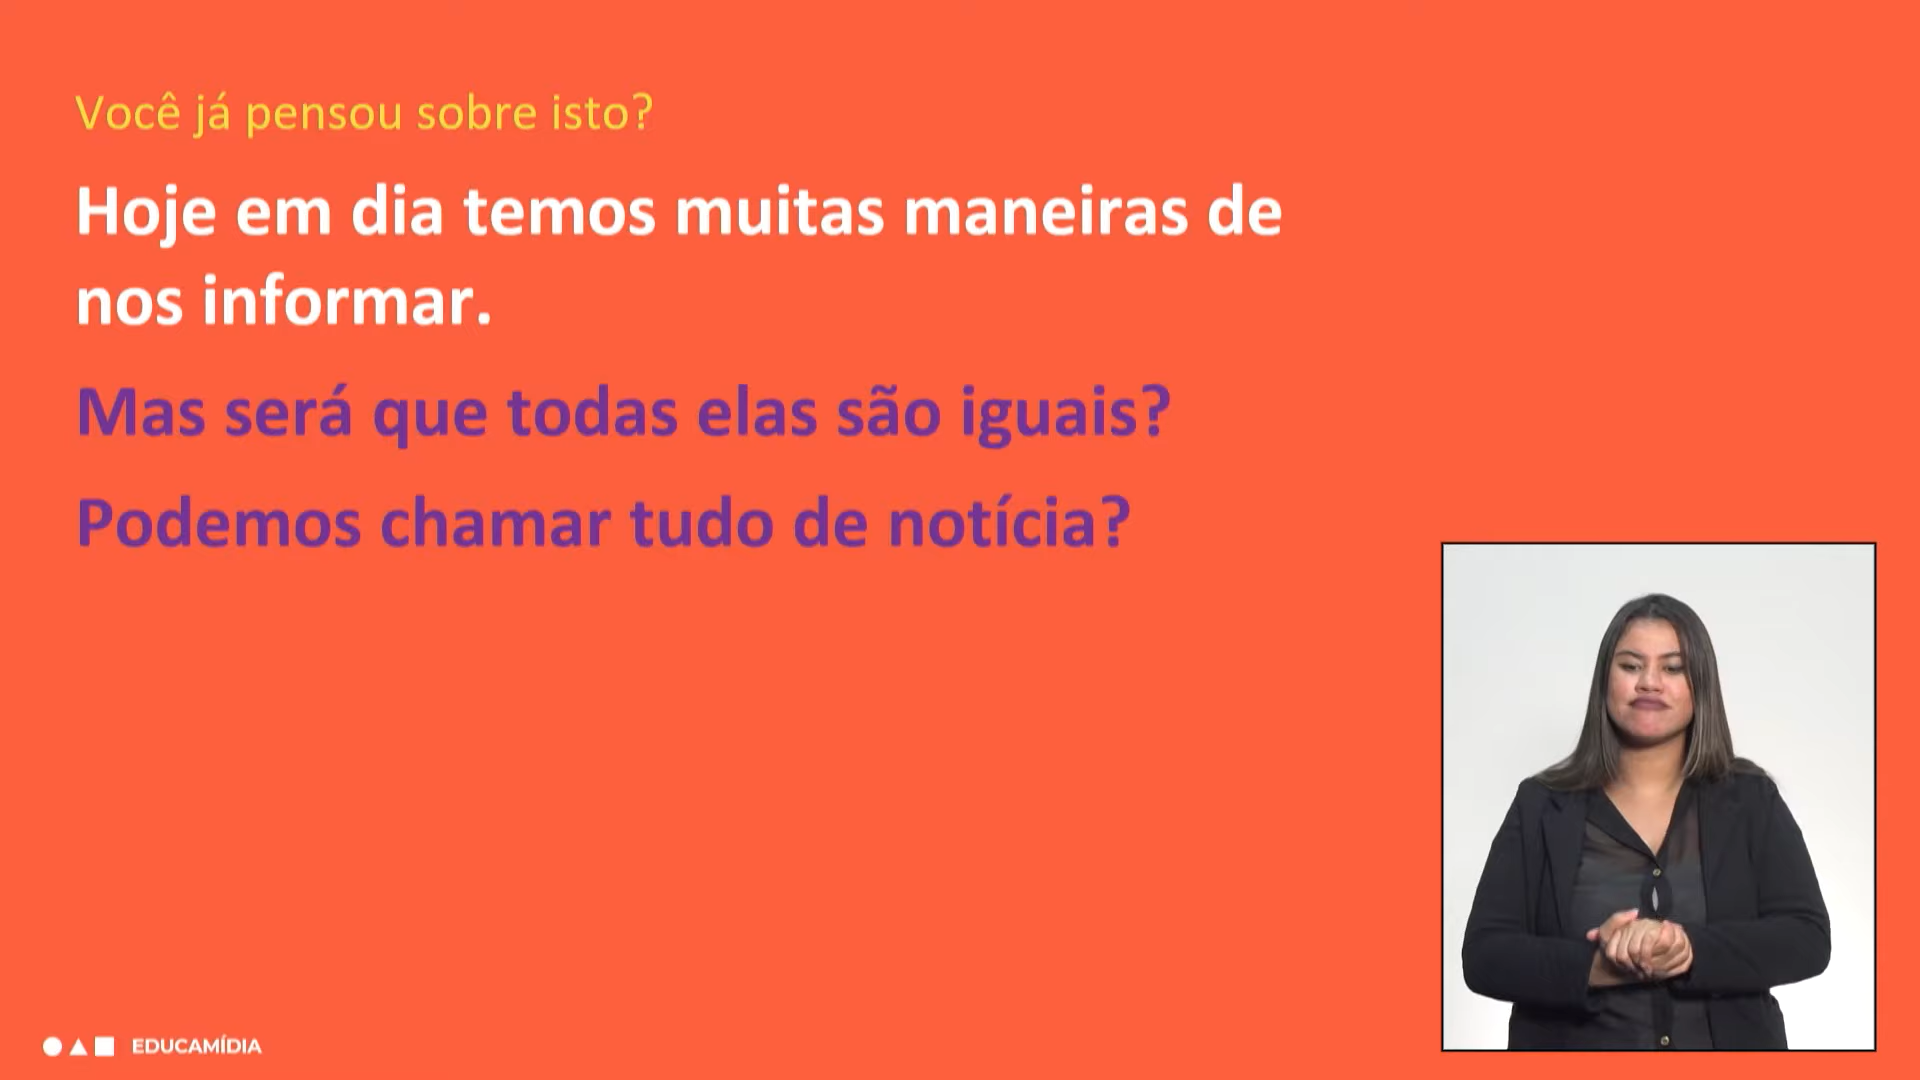 Você já pensou sobre isto?
Hoje em dia temos muitas maneiras de
nos informar.
Mas será que todas elas são iguais?
Podemos chamar tudo de notícia?
EDUCAMÍDIA